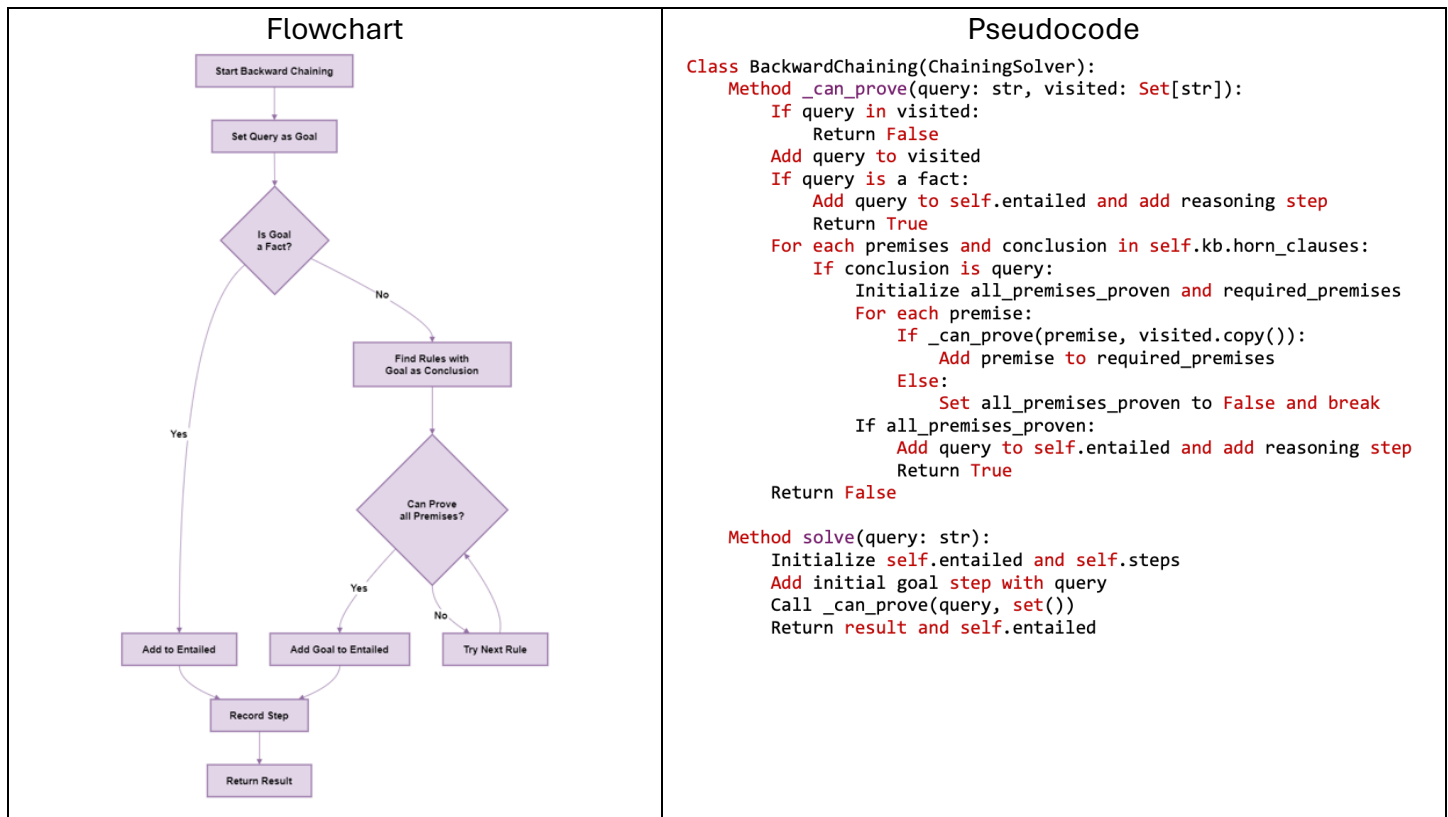 Flowchart
Start Backward Chaining
Set Query as Goal
Is Goal
a Fact?
No
Find Rules with
Goal as Conclusion
Yes
Can Prove
all Premises?
Yes
No
Add to Entailed
Add Goal to Entailed
Try Next Rule
Record Step
Return Result
Pseudocode
Class BackwardChaining(ChainingSolver):
    Method _can_prove(query: str, visited: Set[str]):
        If query in visited:
            Return False
        Add query to visited
        If query is a fact:
            Add query to self.entailed and add reasoning step
            Return True
        For each premises and conclusion in self.kb.horn_clauses:
            If conclusion is query:
                Initialize all_premises_proven and required_premises
                For each premise:
                    If _can_prove(premise, visited.copy()):
                        Add premise to required_premises
                    Else:
                        Set all_premises_proven to False and break
                If all_premises_proven:
                    Add query to self.entailed and add reasoning step
                    Return True
        Return False
    Method solve(query: str):
        Initialize self.entailed and self.steps
        Add initial goal step with query
        Call _can_prove(query, set())
        Return result and self.entailed